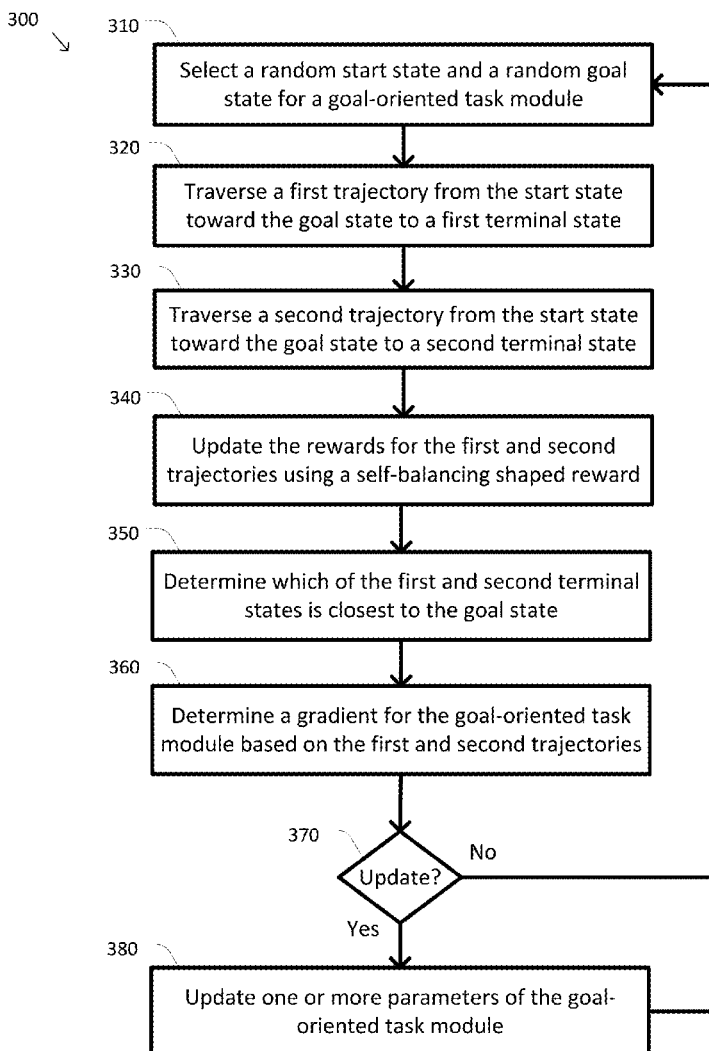 300
310
Select a random start state and a random goal
state for a goal-oriented task module
320
Traverse a first trajectory from the start state
toward the goal state to a first terminal state
330
Traverse a second trajectory from the start state
toward the goal state to a second terminal state
340
Update the rewards for the first and second
trajectories using a self-balancing shaped reward
350
Determine which of the first and second terminal
states is closest to the goal state
360
Determine a gradient for the goal-oriented task
module based on the first and second trajectories
370
Update?
No
Yes
380
Update one or more parameters of the goal-
oriented task module